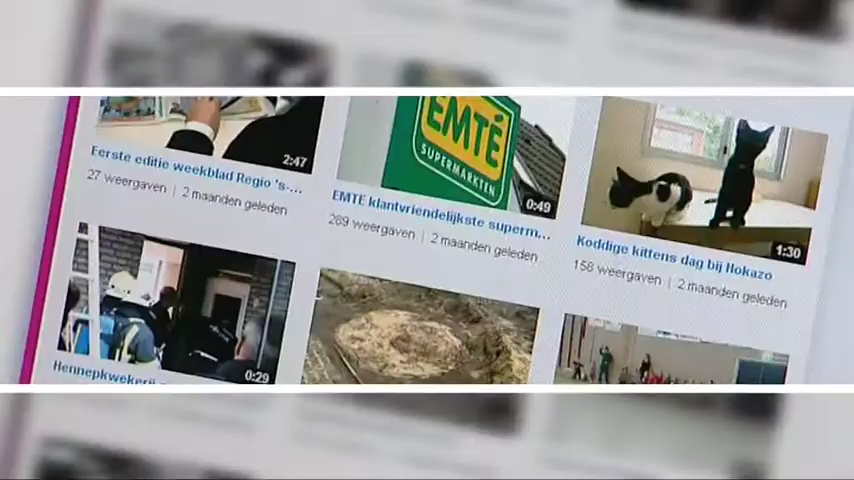 EMTÉ
SUPERMARKTEN
2:47
0:49
1:30
Eerste editie weekblad Regio 's-...
27 weergaven | 2 maanden geleden
EMTE klantvriendelijkste superm...
289 weergaven | 2 maanden geleden
Koddige kittens dag bij Hokazo
158 weergaven | 2 maanden geleden
0:29
Hennepkwekerij